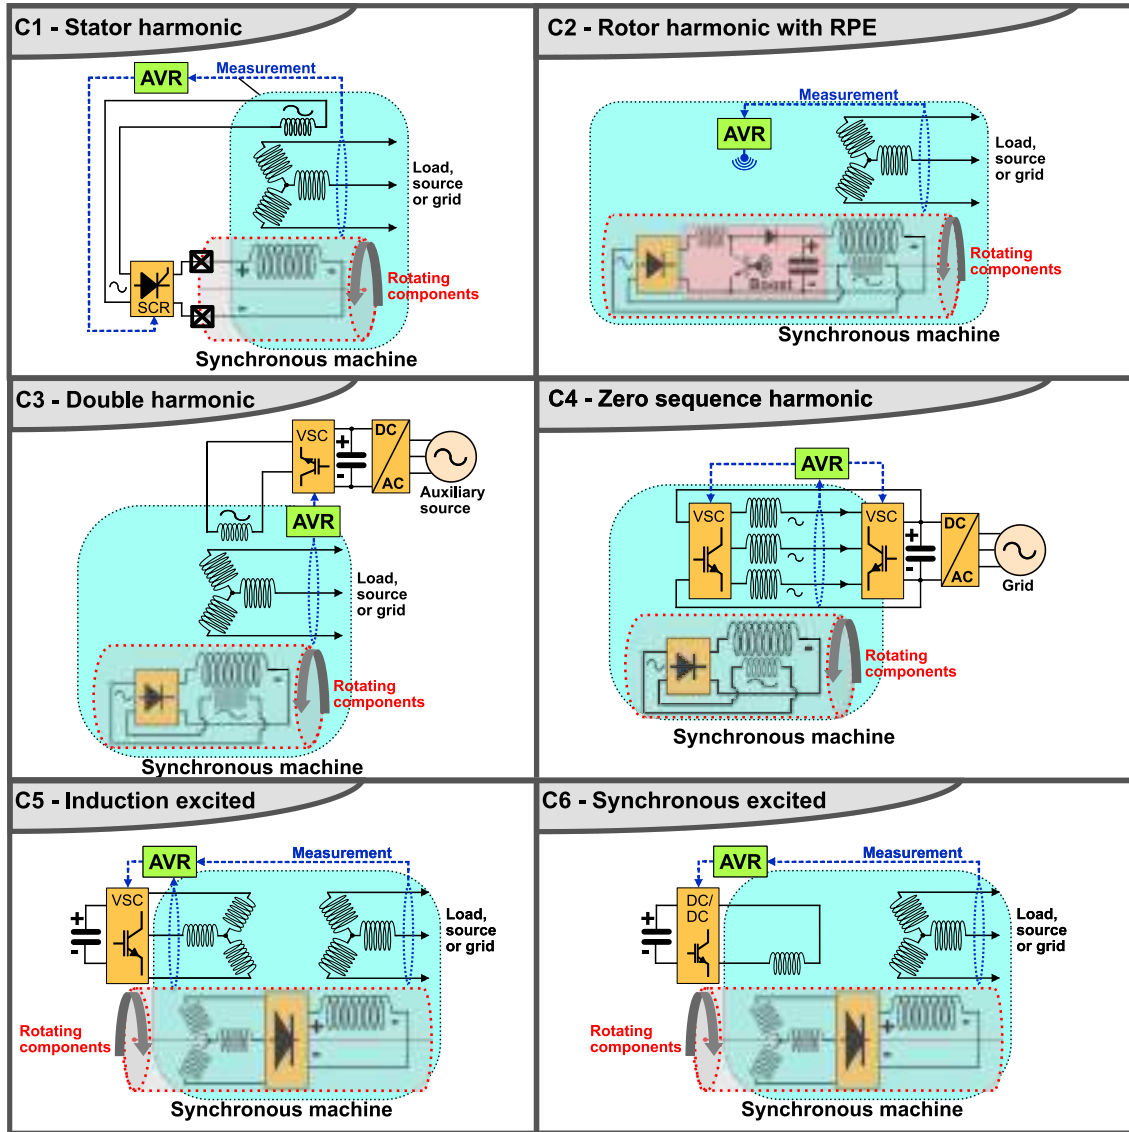 C1 - Stator harmonic
AVR
Measurement
Load,
source
or grid
+
-
-
SCR
Rotating
components
Synchronous machine
C2 - Rotor harmonic with RPE
Measurement
AVR
Load,
source
or grid
+
-
-
Boost
Rotating
components
Synchronous machine
C3 - Double harmonic
VSC
+
-
DC
AC
Auxiliary
source
AVR
Load,
source
or grid
-
Rotating
components
Synchronous machine
C4 - Zero sequence harmonic
AVR
VSC
VSC
+
-
DC
AC
Grid
-
Rotating
components
Synchronous machine
C5 - Induction excited
AVR
Measurement
VSC
+
-
Load,
source
or grid
+
-
-
Rotating
components
Synchronous machine
C6 - Synchronous excited
AVR
Measurement
DC/
DC
+
-
Load,
source
or grid
+
-
-
Rotating
components
Synchronous machine